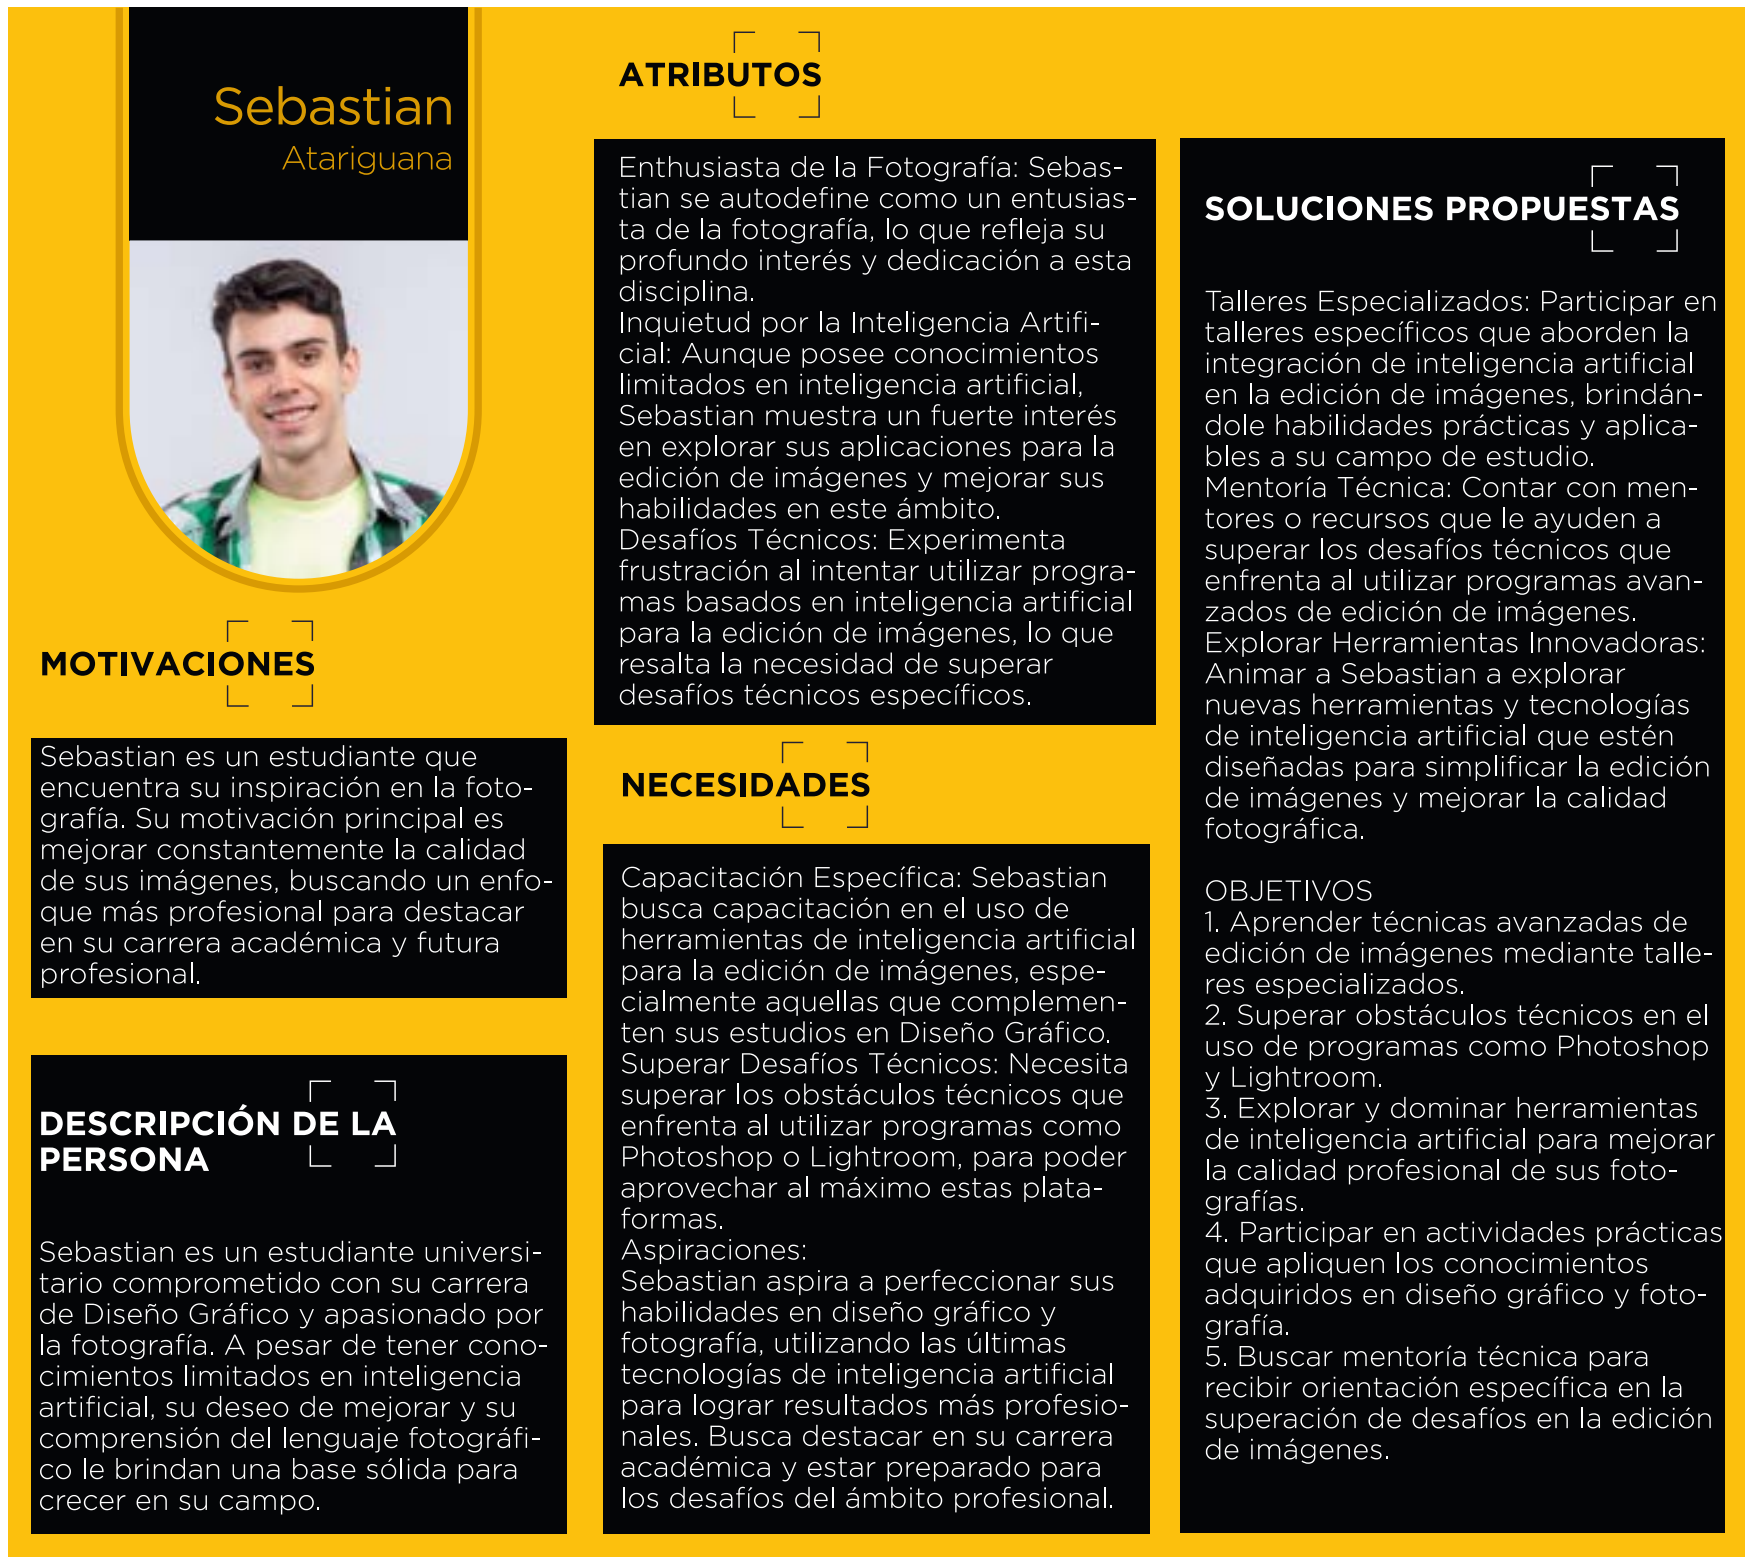 Sebastian
Atariguana
MOTIVACIONES
Sebastian es un estudiante que
encuentra su inspiración en la foto-
grafía. Su motivación principal es
mejorar constantemente la calidad
de sus imágenes, buscando un enfo-
que más profesional para destacar
en su carrera académica y futura
profesional.
DESCRIPCIÓN DE LA
PERSONA
Sebastian es un estudiante universi-
tario comprometido con su carrera
de Diseño Gráfico y apasionado por
la fotografía. A pesar de tener cono-
cimientos limitados en inteligencia
artificial, su deseo de mejorar y su
comprensión del lenguaje fotográfi-
co le brindan una base sólida para
crecer en su campo.
ATRIBUTOS
Enthusiasta de la Fotografía: Sebas-
tian se autodefine como un entusias-
ta de la fotografía, lo que refleja su
profundo interés y dedicación a esta
disciplina.
Inquietud por la Inteligencia Artifi-
cial: Aunque posee conocimientos
limitados en inteligencia artificial,
Sebastian muestra un fuerte interés
en explorar sus aplicaciones para la
edición de imágenes y mejorar sus
habilidades en este ámbito.
Desafíos Técnicos: Experimenta
frustración al intentar utilizar progra-
mas basados en inteligencia artificial
para la edición de imágenes, lo que
resalta la necesidad de superar
desafíos técnicos específicos.
NECESIDADES
Capacitación Específica: Sebastian
busca capacitación en el uso de
herramientas de inteligencia artificial
para la edición de imágenes, espe-
cialmente aquellas que complemen-
ten sus estudios en Diseño Gráfico.
Superar Desafíos Técnicos: Necesita
superar los obstáculos técnicos que
enfrenta al utilizar programas como
Photoshop o Lightroom, para poder
aprovechar al máximo estas plata-
formas.
Aspiraciones:
Sebastian aspira a perfeccionar sus
habilidades en diseño gráfico y
fotografía, utilizando las últimas
tecnologías de inteligencia artificial
para lograr resultados más profesio-
nales. Busca destacar en su carrera
académica y estar preparado para
los desafíos del ámbito profesional.
SOLUCIONES PROPUESTAS
Talleres Especializados: Participar en
talleres específicos que aborden la
integración de inteligencia artificial
en la edición de imágenes, brindán-
dole habilidades prácticas y aplica-
bles a su campo de estudio.
Mentoría Técnica: Contar con men-
tores o recursos que le ayuden a
superar los desafíos técnicos que
enfrenta al utilizar programas avan-
zados de edición de imágenes.
Explorar Herramientas Innovadoras:
Animar a Sebastian a explorar
nuevas herramientas y tecnologías
de inteligencia artificial que estén
diseñadas para simplificar la edición
de imágenes y mejorar la calidad
fotográfica.
OBJETIVOS
1. Aprender técnicas avanzadas de
edición de imágenes mediante talle-
res especializados.
2. Superar obstáculos técnicos en el
uso de programas como Photoshop
y Lightroom.
3. Explorar y dominar herramientas
de inteligencia artificial para mejorar
la calidad profesional de sus foto-
grafías.
4. Participar en actividades prácticas
que apliquen los conocimientos
adquiridos en diseño gráfico y foto-
grafía.
5. Buscar mentoría técnica para
recibir orientación específica en la
superación de desafíos en la edición
de imágenes.